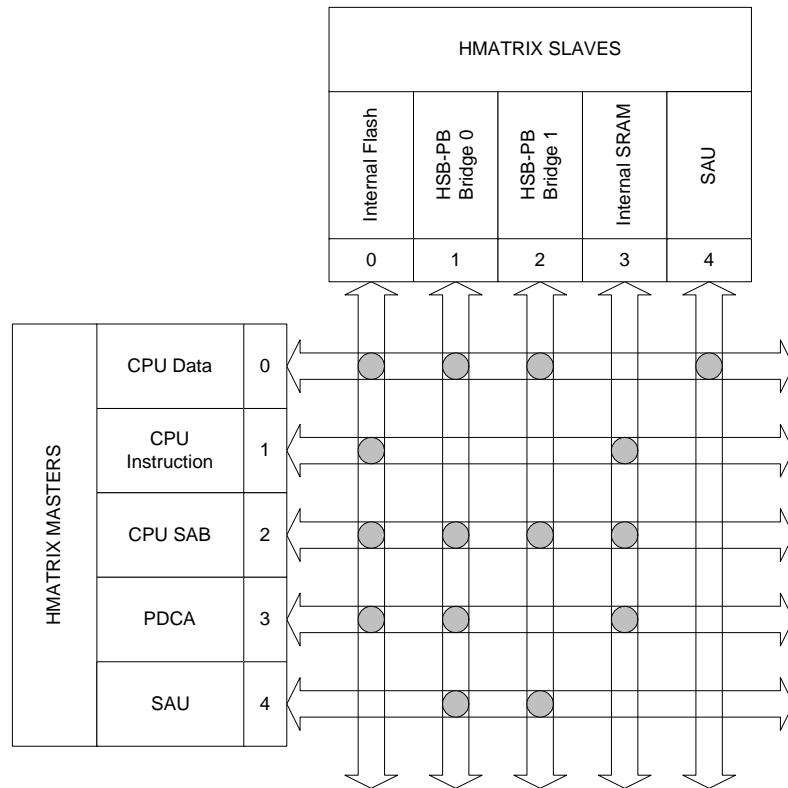 HMATRIX SLAVES
Internal Flash
HSB-PB
Bridge 0
HSB-PB
Bridge 1
Internal SRAM
SAU
0
1
2
3
4
HMATRIX MASTERS
CPU Data
0
CPU
Instruction
1
CPU SAB
2
PDCA
3
SAU
4